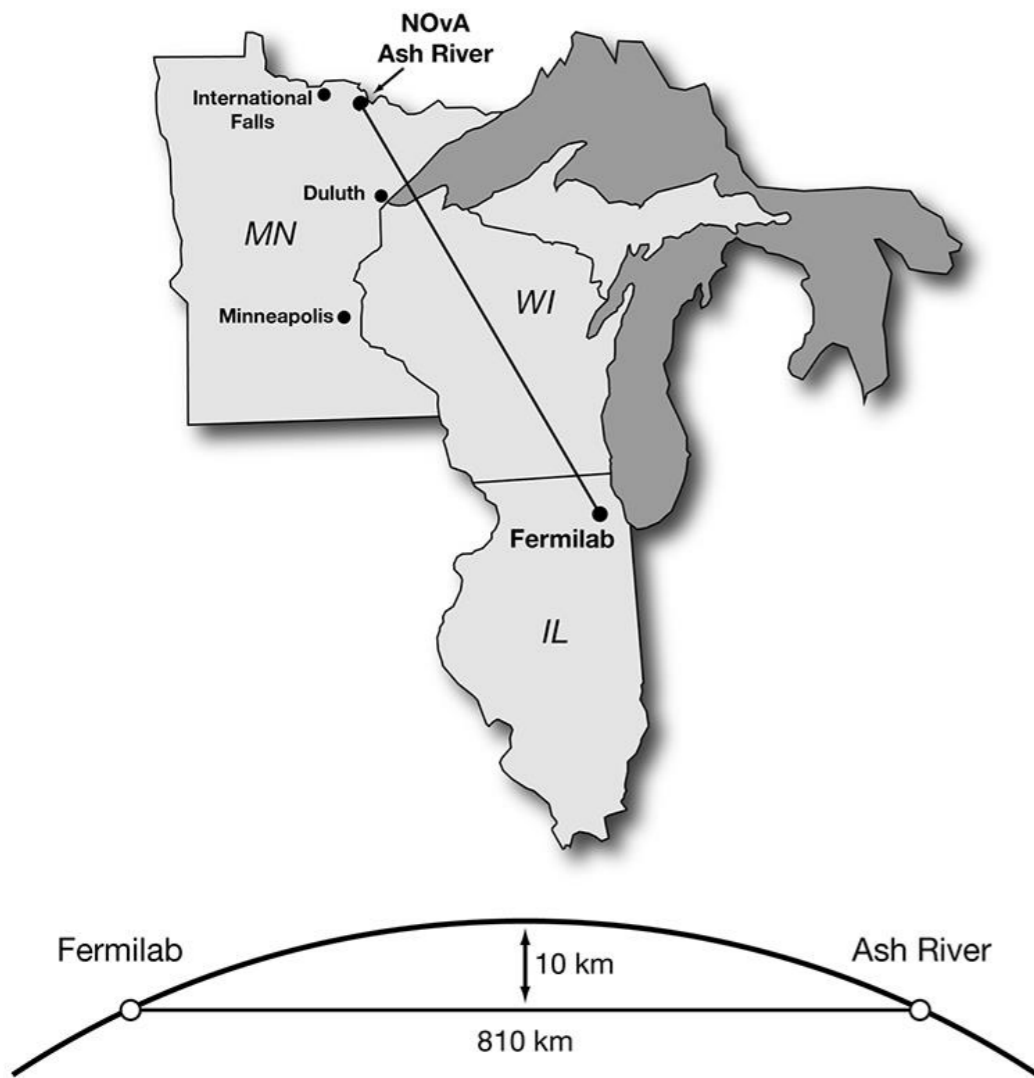 NOvA
Ash River
International
Falls
Duluth
MN
WI
Minneapolis
Fermilab
IL
Fermilab
Ash River
10 km
810 km